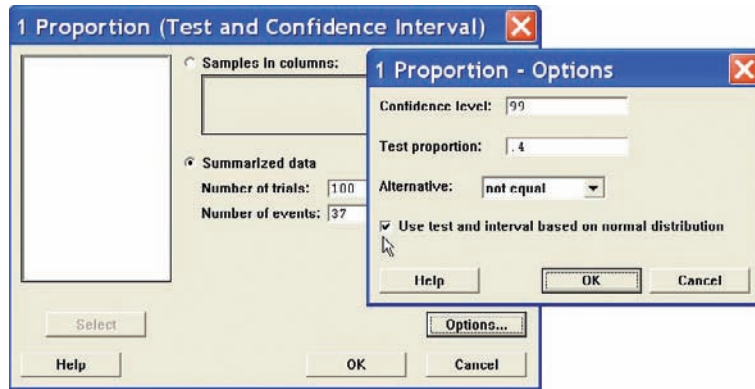 1 Proportion (Test and Confidence Interval)
Samples in columns:
Summarized data
Number of trials: 100
Number of events: 37
Select
Options...
Help
OK
Cancel
1 Proportion - Options
Confidence level: 99
Test proportion: .4
Alternative: not equal
Use test and interval based on normal distribution
Help
OK
Cancel